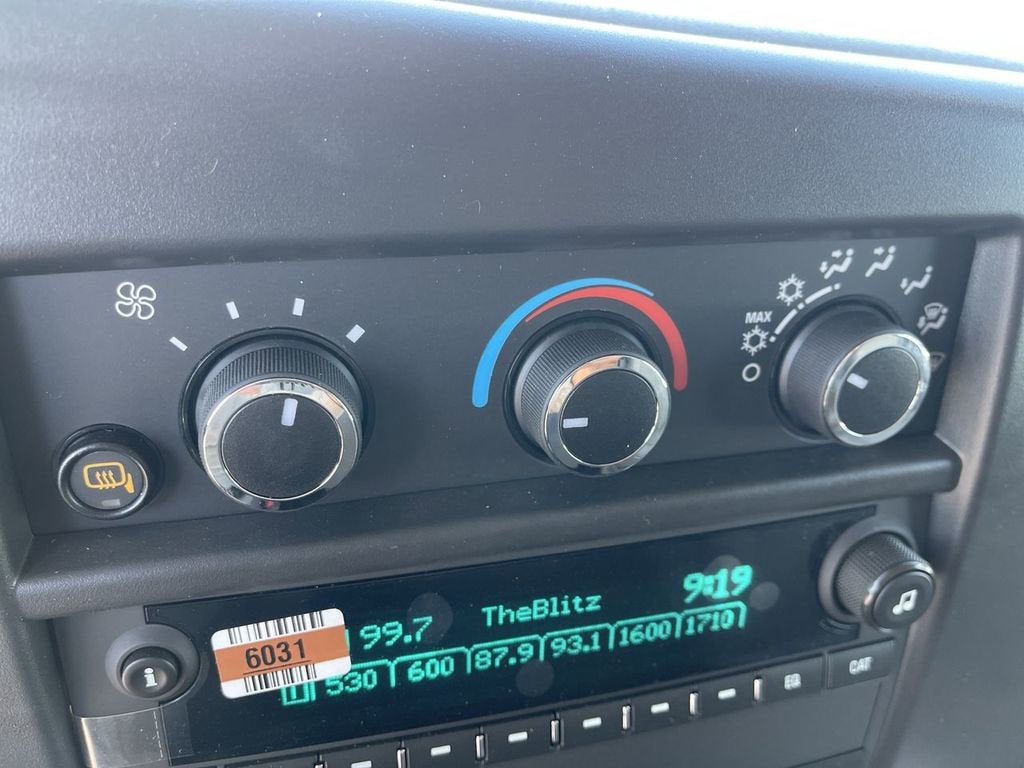 MAX
99.7 TheBlitz 9:19
6031
530 600 87.9 93.1 1600 1710
i
EQ CAT